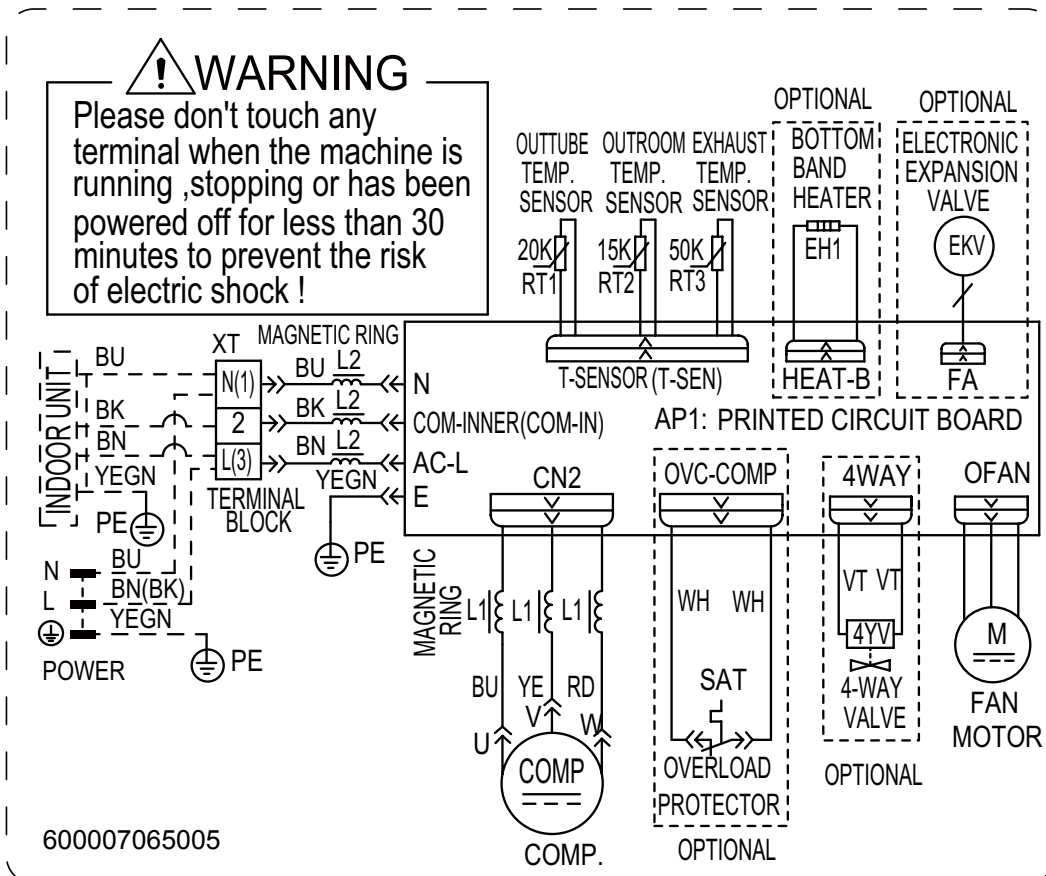 WARNING
Please don't touch any
terminal when the machine is
running ,stopping or has been
powered off for less than 30
minutes to prevent the risk
of electric shock !
OUTTUBE
TEMP.
SENSOR
OUTROOM
TEMP.
SENSOR
EXHAUST
TEMP.
SENSOR
OPTIONAL
BOTTOM
BAND
HEATER
OPTIONAL
ELECTRONIC
EXPANSION
VALVE
20K
RT1
15K
RT2
50K
RT3
EH1
EKV
T-SENSOR(T-SEN)
HEAT-B
FA
INDOOR UNIT
BU
BK
BN
YEGN
PE
XT
N(1)
2
L(3)
TERMINAL
BLOCK
MAGNETIC RING
BU L2
BK L2
BN L2
YEGN
PE
N
COM-INNER(COM-IN)
AC-L
E
AP1: PRINTED CIRCUIT BOARD
N
L
BU
BN(BK)
YEGN
PE
POWER
CN2
MAGNETIC
RING
L1
L1
L1
BU
YE
RD
U
V
W
COMP
COMP.
OVC-COMP
WH WH
SAT
OVERLOAD
PROTECTOR
OPTIONAL
4WAY
VT VT
4YV
4-WAY
VALVE
OPTIONAL
OFAN
M
FAN
MOTOR
600007065005